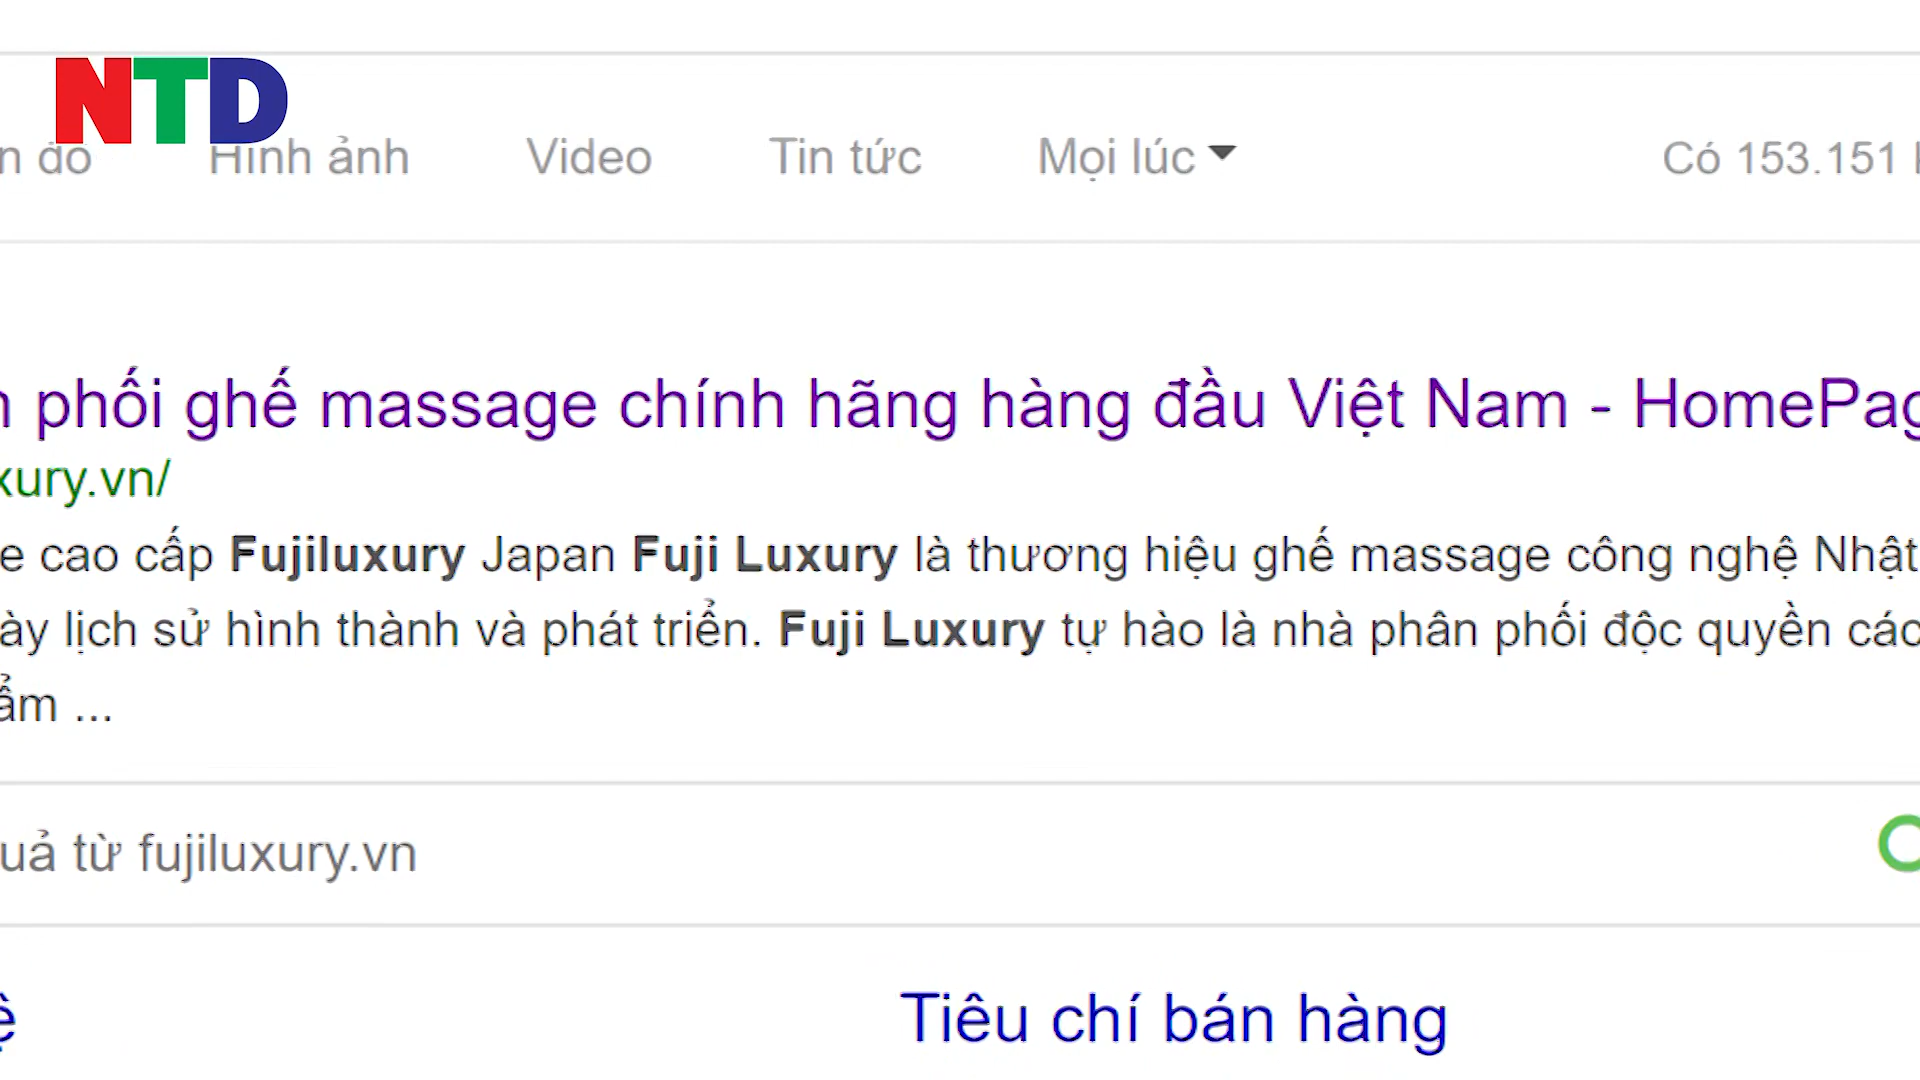 NTD
Hình ảnh
Video
Tin tức
Mọi lúc
Có 153.151
phối ghế massage chính hãng hàng đầu Việt Nam - HomePag
xury.vn/
e cao cấp Fujiluxury Japan Fuji Luxury là thương hiệu ghế massage công nghệ Nhật
ày lịch sử hình thành và phát triển. Fuji Luxury tự hào là nhà phân phối độc quyền các
ẩm ...
uả từ fujiluxury.vn
Tiêu chí bán hàng